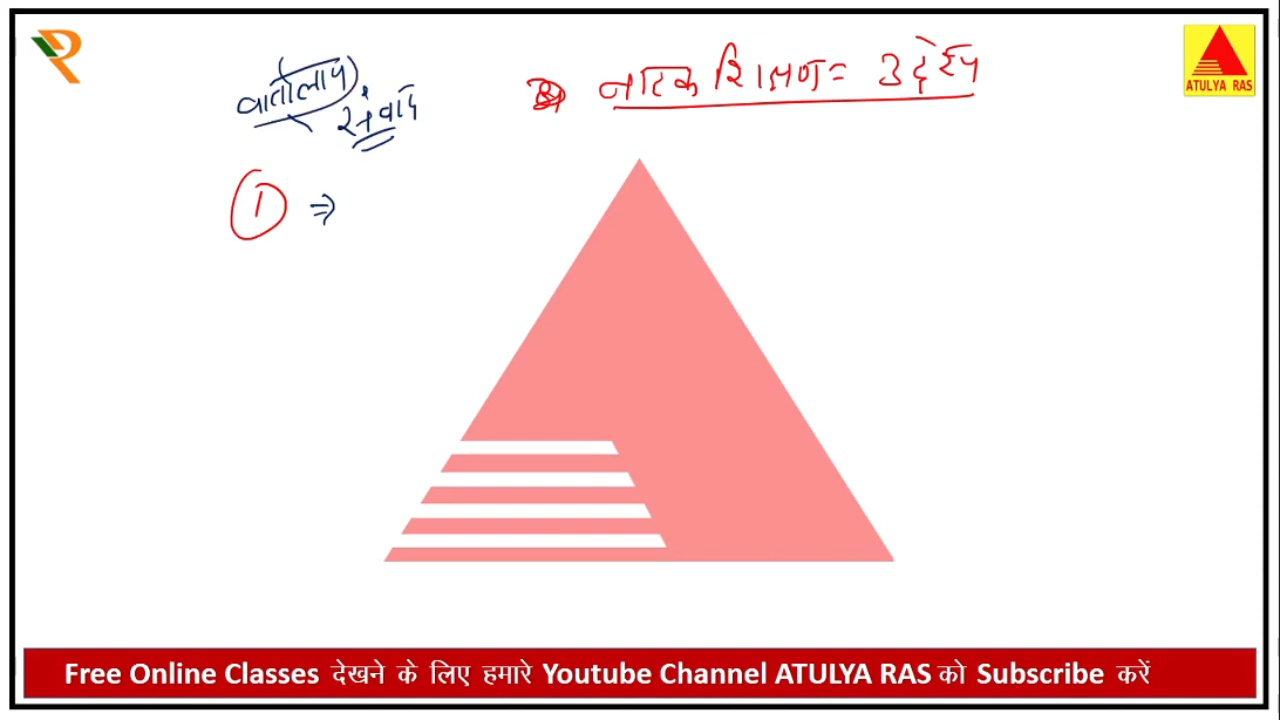 वार्तालाप
संवाद
नाटक शिक्षण = उद्देश्य
ATULYA RAS
① ⇒
Free Online Classes देखने के लिए हमारे Youtube Channel ATULYA RAS को Subscribe करें